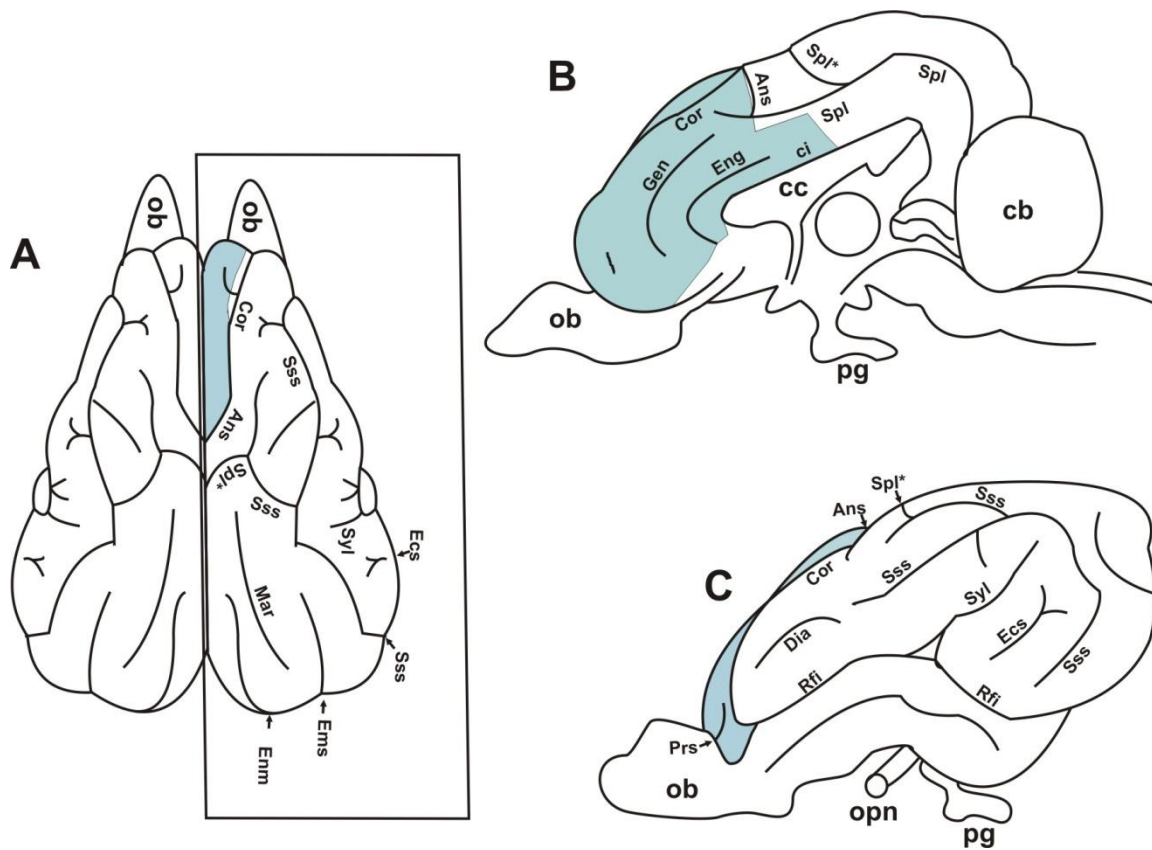 A
ob
ob
Cor
Sss
Ans
Spl*
Sss
Syl
Ecs
Mar
Sss
Ems
Enm
B
Spl*
Ans
Spl
Cor
Spl
Gen
Eng
ci
cc
cb
ob
pg
C
Spl*
Ans
Sss
Cor
Sss
Syl
Dia
Ecs
Sss
Rfi
Rfi
Prs
ob
opn
pg